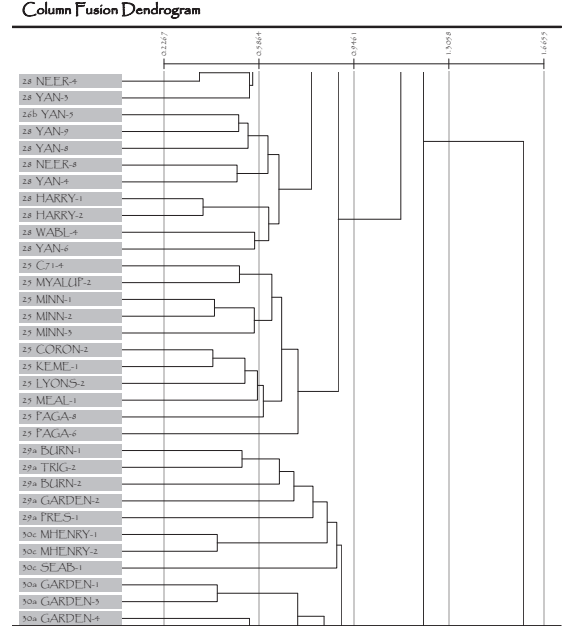 Column Fusion Dendrogram
0.2267 0.5864 0.9461 1.3058 1.6655
28 NEER-4
28 YAN-3
26b YAN-5
28 YAN-9
28 YAN-8
28 NEER-8
28 YAN-4
28 HARRY-1
28 HARRY-2
28 WABL-4
28 YAN-6
25 C71-4
25 MYALUP-2
25 MINN-1
25 MINN-2
25 MINN-3
25 CORON-2
25 KEME-1
25 LYONS-2
25 MEAL-1
25 PAGA-8
25 PAGA-6
29a BURN-1
29a TRIG-2
29a BURN-2
29a GARDEN-2
29a PRES-1
30c MHENRY-1
30c MHENRY-2
30c SEAB-1
30a GARDEN-1
30a GARDEN-3
30a GARDEN-4